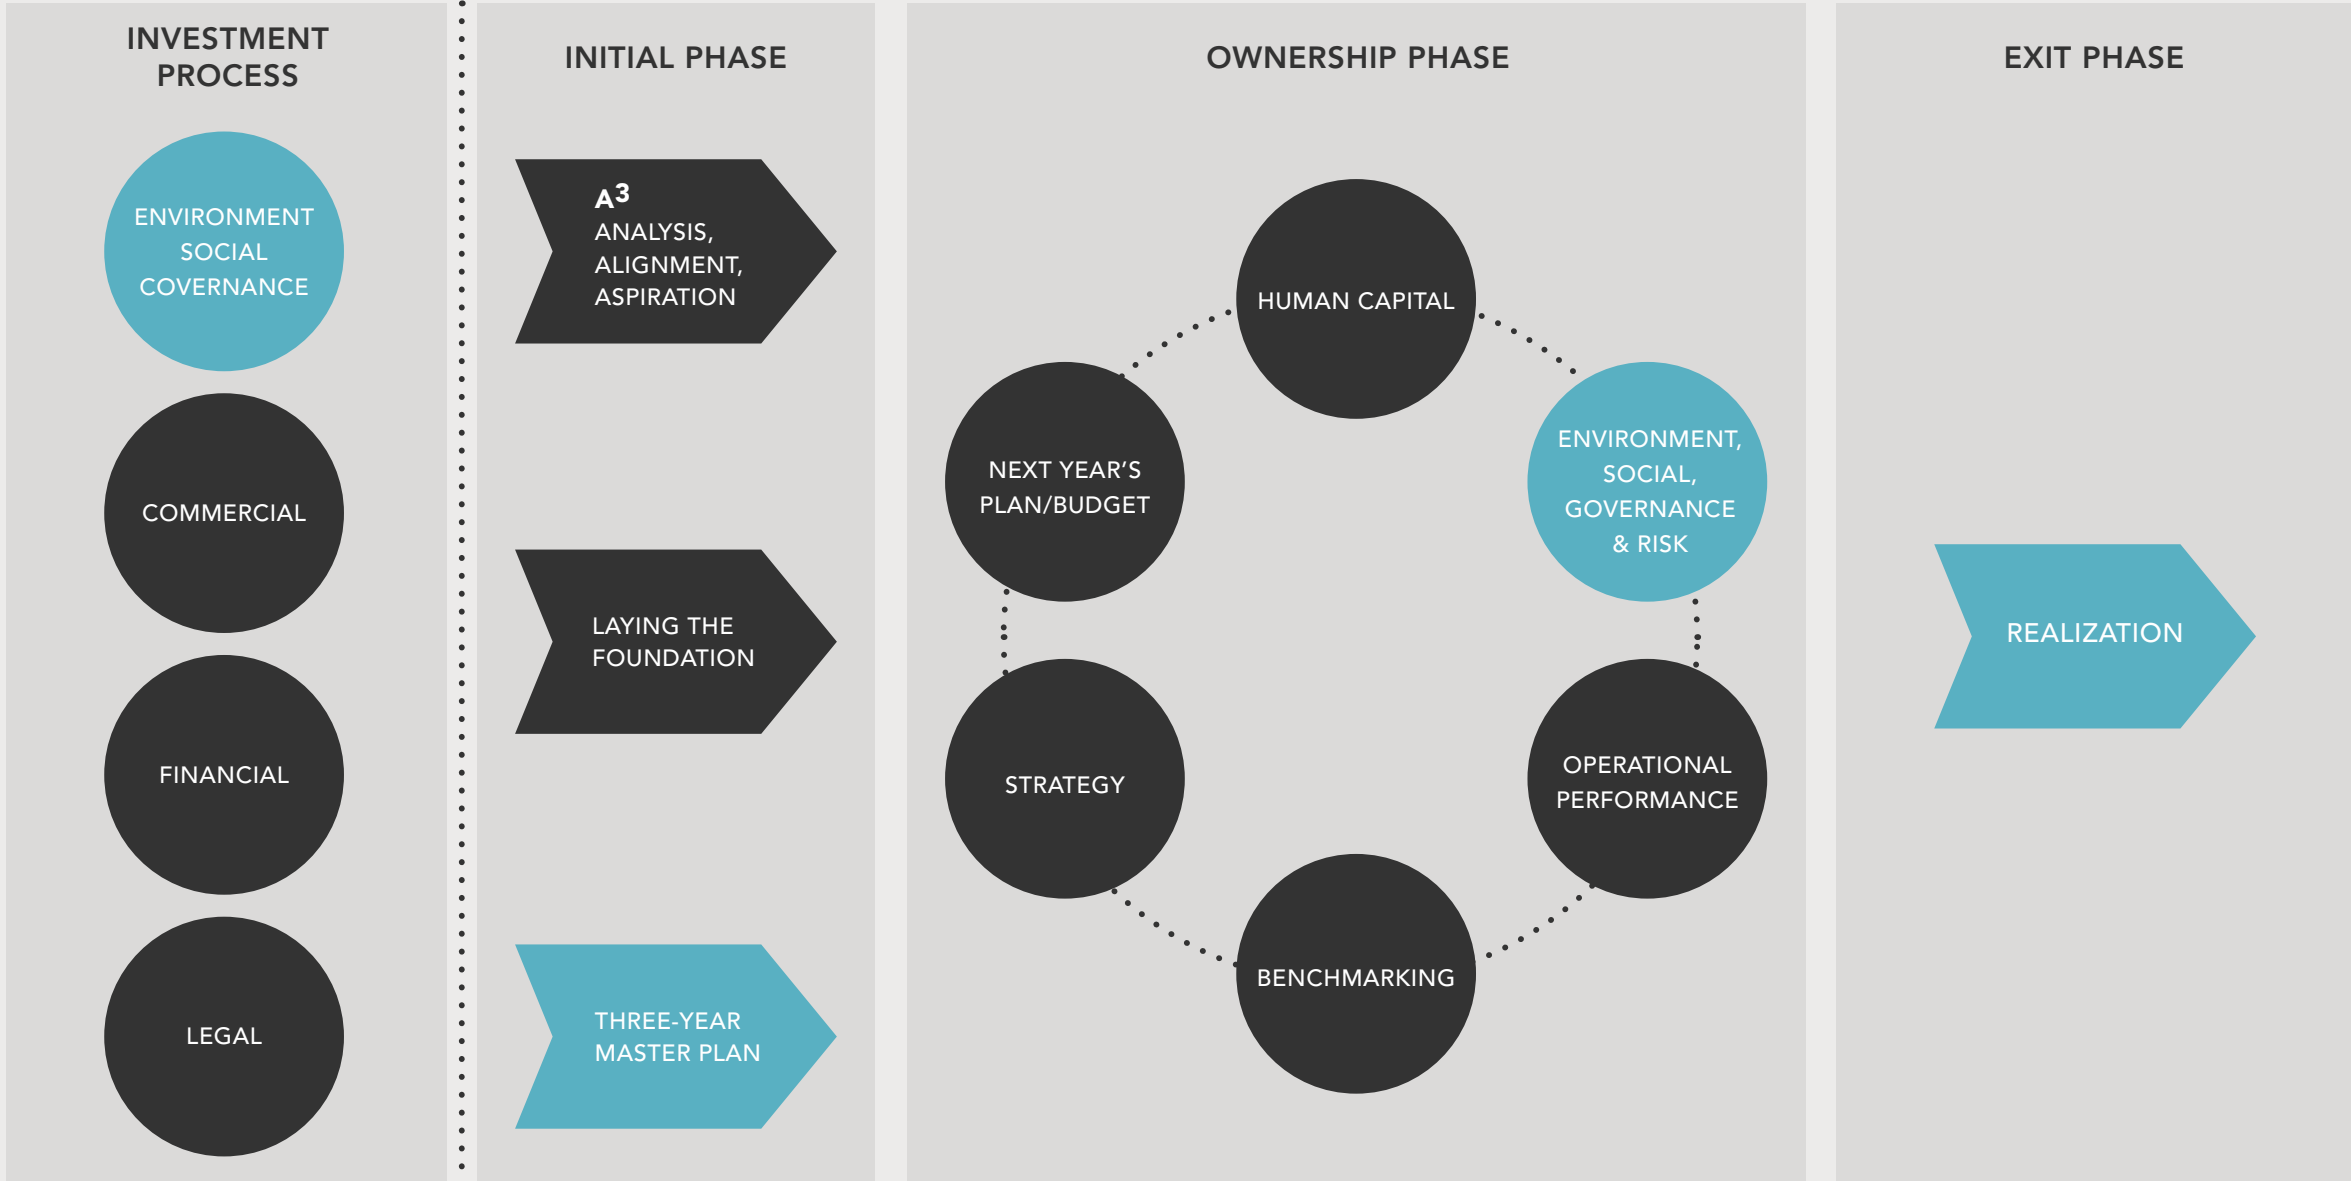 INVESTMENT
PROCESS
ENVIRONMENT
SOCIAL
COVERNANCE
COMMERCIAL
FINANCIAL
LEGAL
INITIAL PHASE
A³
ANALYSIS,
ALIGNMENT,
ASPIRATION
LAYING THE
FOUNDATION
THREE-YEAR
MASTER PLAN
OWNERSHIP PHASE
HUMAN CAPITAL
ENVIRONMENT,
SOCIAL,
GOVERNANCE
& RISK
OPERATIONAL
PERFORMANCE
BENCHMARKING
STRATEGY
NEXT YEAR’S
PLAN/BUDGET
EXIT PHASE
REALIZATION